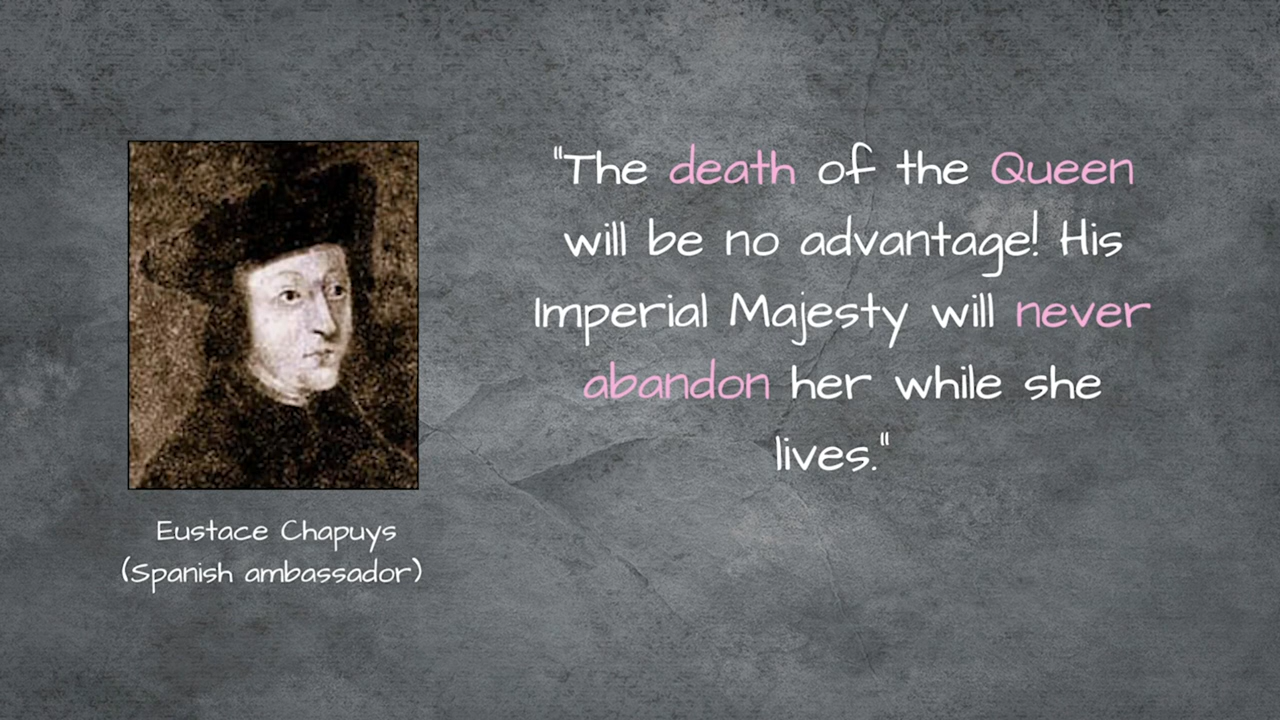 "The death of the Queen
will be no advantage! His
Imperial Majesty will never
abandon her while she
lives."
Eustace Chapuys
(Spanish ambassador)